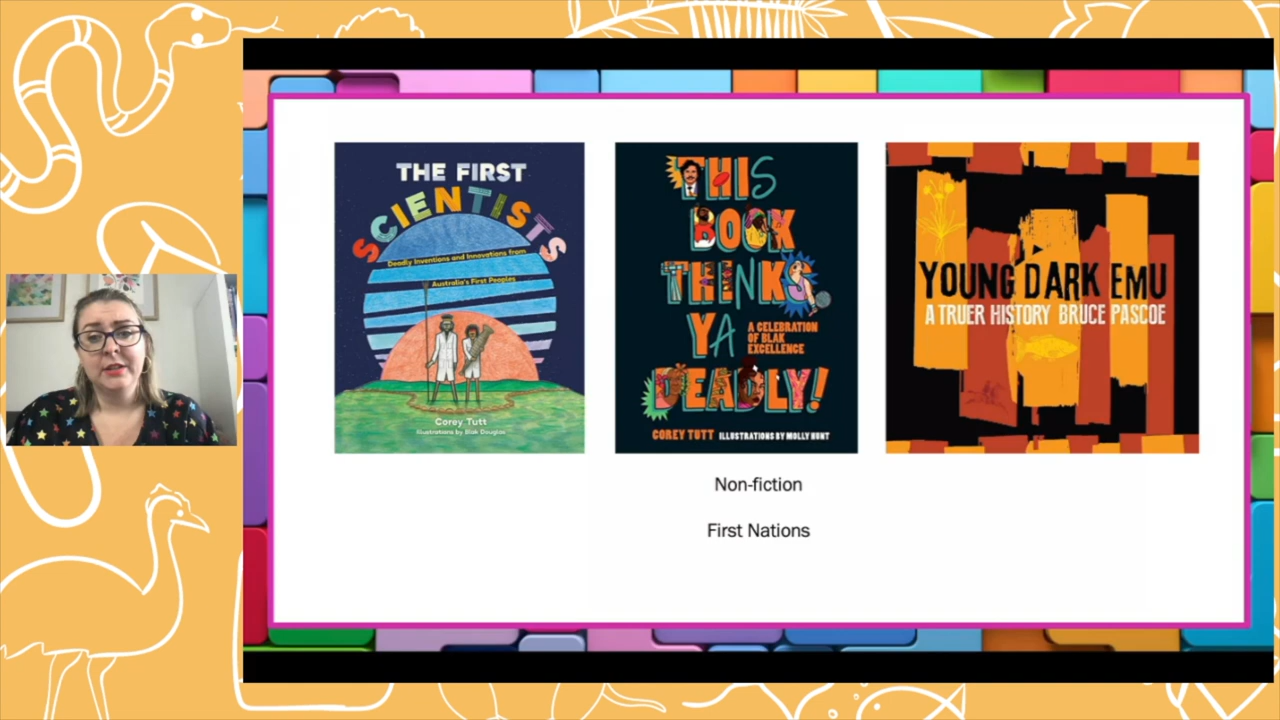 THE FIRST
SCIENTISTS
Deadly Inventions and Innovations from
Australia's First Peoples
Corey Tutt
Illustrations by Blak Douglas
THIS
BOOK
THINKS
YA
A CELEBRATION
OF BLAK
EXCELLENCE
DEADLY!
COREY TUTT ILLUSTRATIONS BY MOLLY HUNT
YOUNG DARK EMU
A TRUER HISTORY BRUCE PASCOE
Non-fiction
First Nations